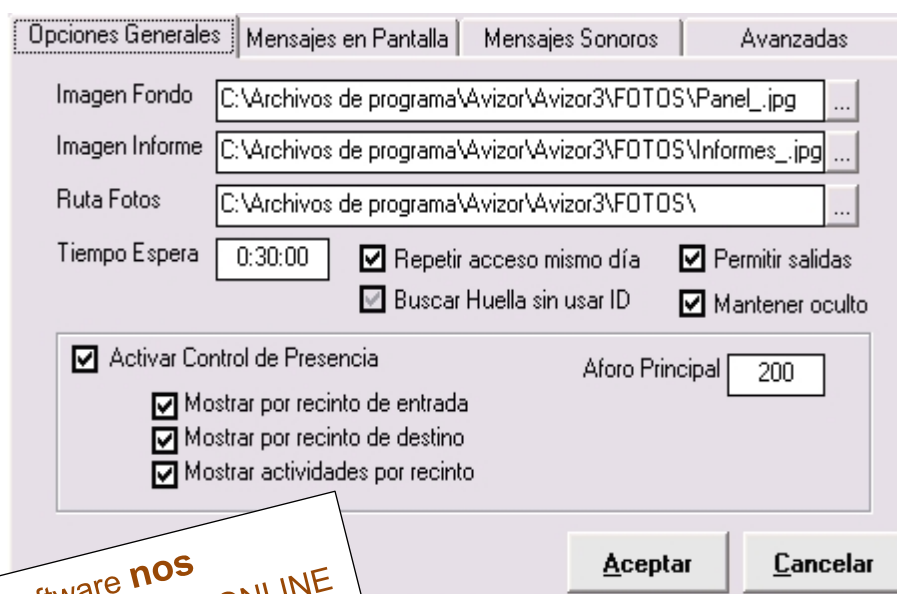 Opciones Generales Mensajes en Pantalla Mensajes Sonoros Avanzadas
Imagen Fondo C:\Archivos de programa\Avizor\Avizor3\FOTOS\Panel_.jpg ...
Imagen Informe C:\Archivos de programa\Avizor\Avizor3\FOTOS\Informes_.jpg ...
Ruta Fotos C:\Archivos de programa\Avizor\Avizor3\FOTOS\ ...
Tiempo Espera 0:30:00 Repetir acceso mismo día Permitir salidas
Buscar Huella sin usar ID Mantener oculto
Activar Control de Presencia Aforo Principal 200
Mostrar por recinto de entrada
Mostrar por recinto de destino
Mostrar actividades por recinto
Aceptar Cancelar
nos
ONLINE